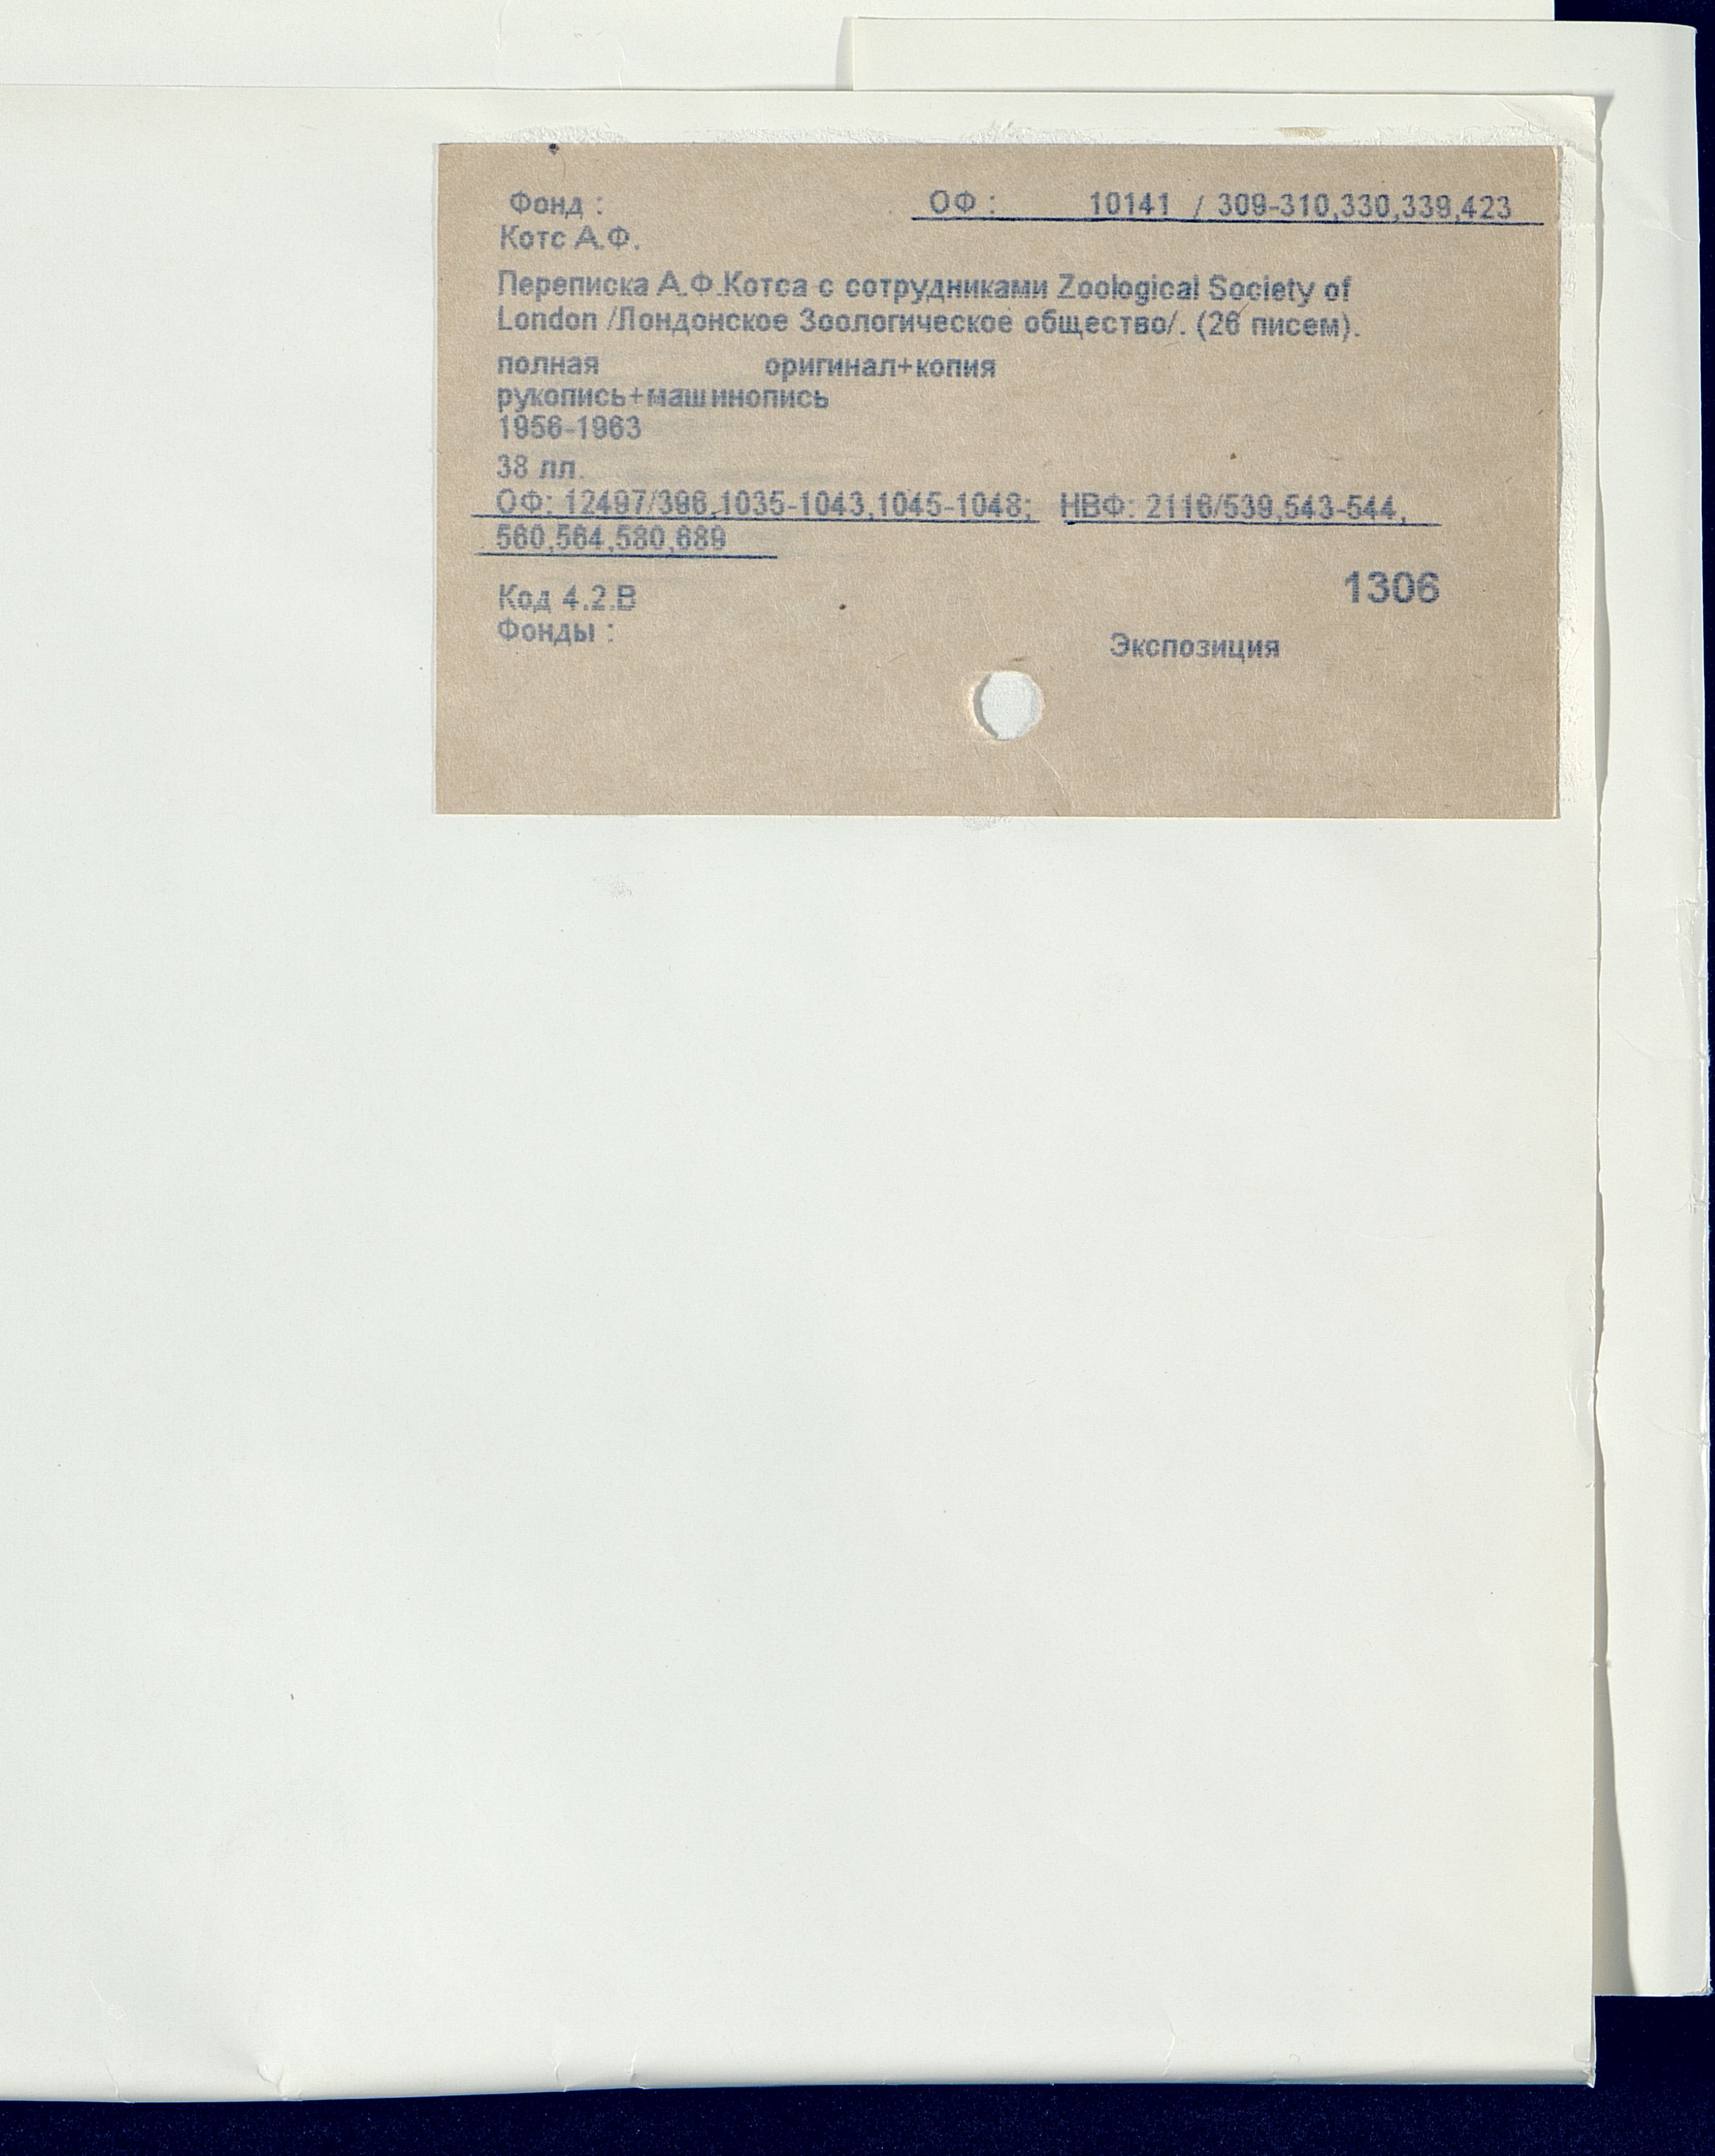 Фонд : ОФ : 10141 / 309-310,330,339,423
Котс А.Ф.
Переписка А.Ф.Котса с сотрудниками Zoological Society of
London /Лондонское Зоологическое общество/. (26 писем).
полная оригинал+копия
рукопись+машинопись
1956-1963
38 лл.
ОФ: 12497/396,1035-1043,1045-1048; НВФ: 2116/539,543-544,
560,564,580,689
Код 4.2.В 1306
Фонды : Экспозиция